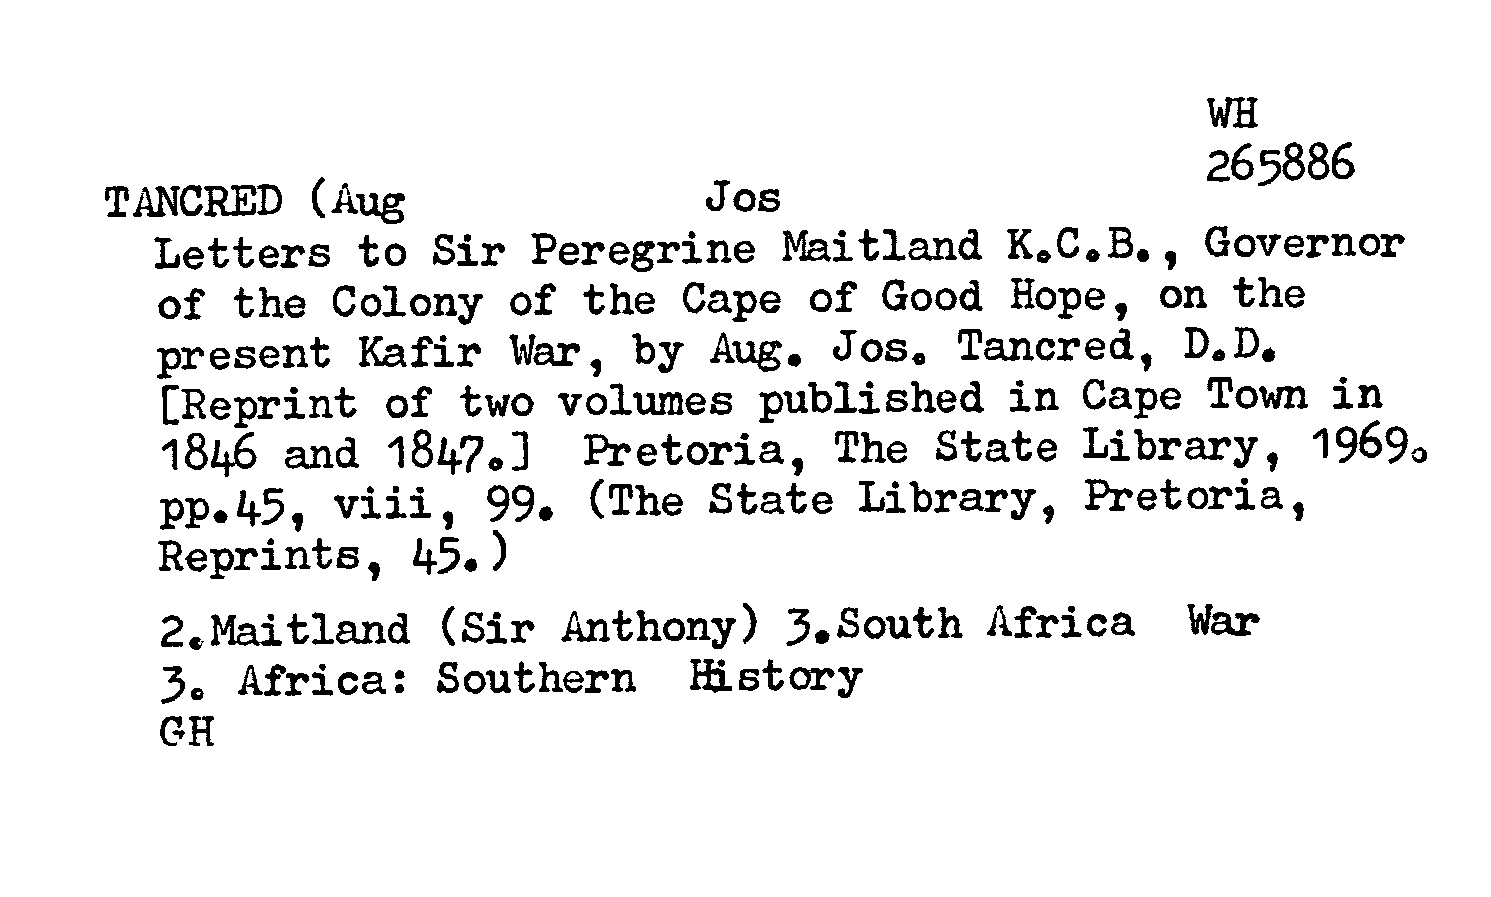 WH
265886
TANCRED (Aug Jos
Letters to Sir Peregrine Maitland K.C.B., Governor
of the Colony of the Cape of Good Hope, on the
present Kafir War, by Aug. Jos. Tancred, D.D.
[Reprint of two volumes published in Cape Town in
1846 and 1847.] Pretoria, The State Library, 1969.
pp.45, viii, 99. (The State Library, Pretoria,
Reprints, 45.)
2.Maitland (Sir Anthony) 3.South Africa War
3. Africa: Southern History
GH